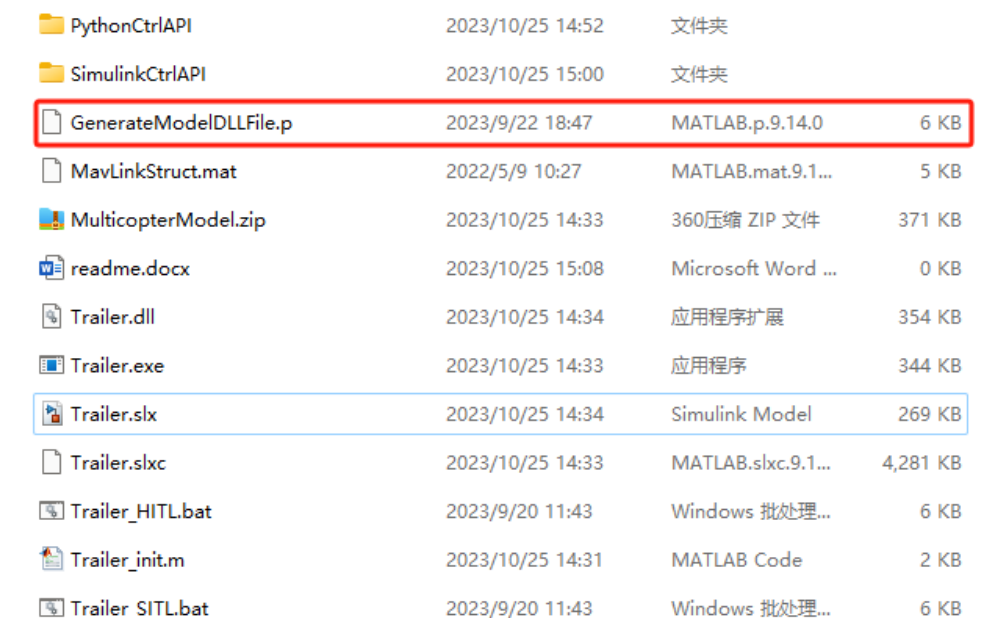 PythonCtrlAPI 2023/10/25 14:52 文件夹
SimulinkCtrlAPI 2023/10/25 15:00 文件夹
GenerateModelDLLFile.p 2023/9/22 18:47 MATLAB.p.9.14.0 6 KB
MavLinkStruct.mat 2022/5/9 10:27 MATLAB.mat.9.1... 5 KB
MulticopterModel.zip 2023/10/25 14:33 360压缩 ZIP 文件 371 KB
readme.docx 2023/10/25 15:08 Microsoft Word ... 0 KB
Trailer.dll 2023/10/25 14:34 应用程序扩展 354 KB
Trailer.exe 2023/10/25 14:33 应用程序 344 KB
Trailer.slx 2023/10/25 14:34 Simulink Model 269 KB
Trailer.slxc 2023/10/25 14:33 MATLAB.slxc.9.1... 4,281 KB
Trailer_HITL.bat 2023/9/20 11:43 Windows 批处理... 6 KB
Trailer_init.m 2023/10/25 14:31 MATLAB Code 2 KB
Trailer_SITL.bat 2023/9/20 11:43 Windows 批处理... 6 KB